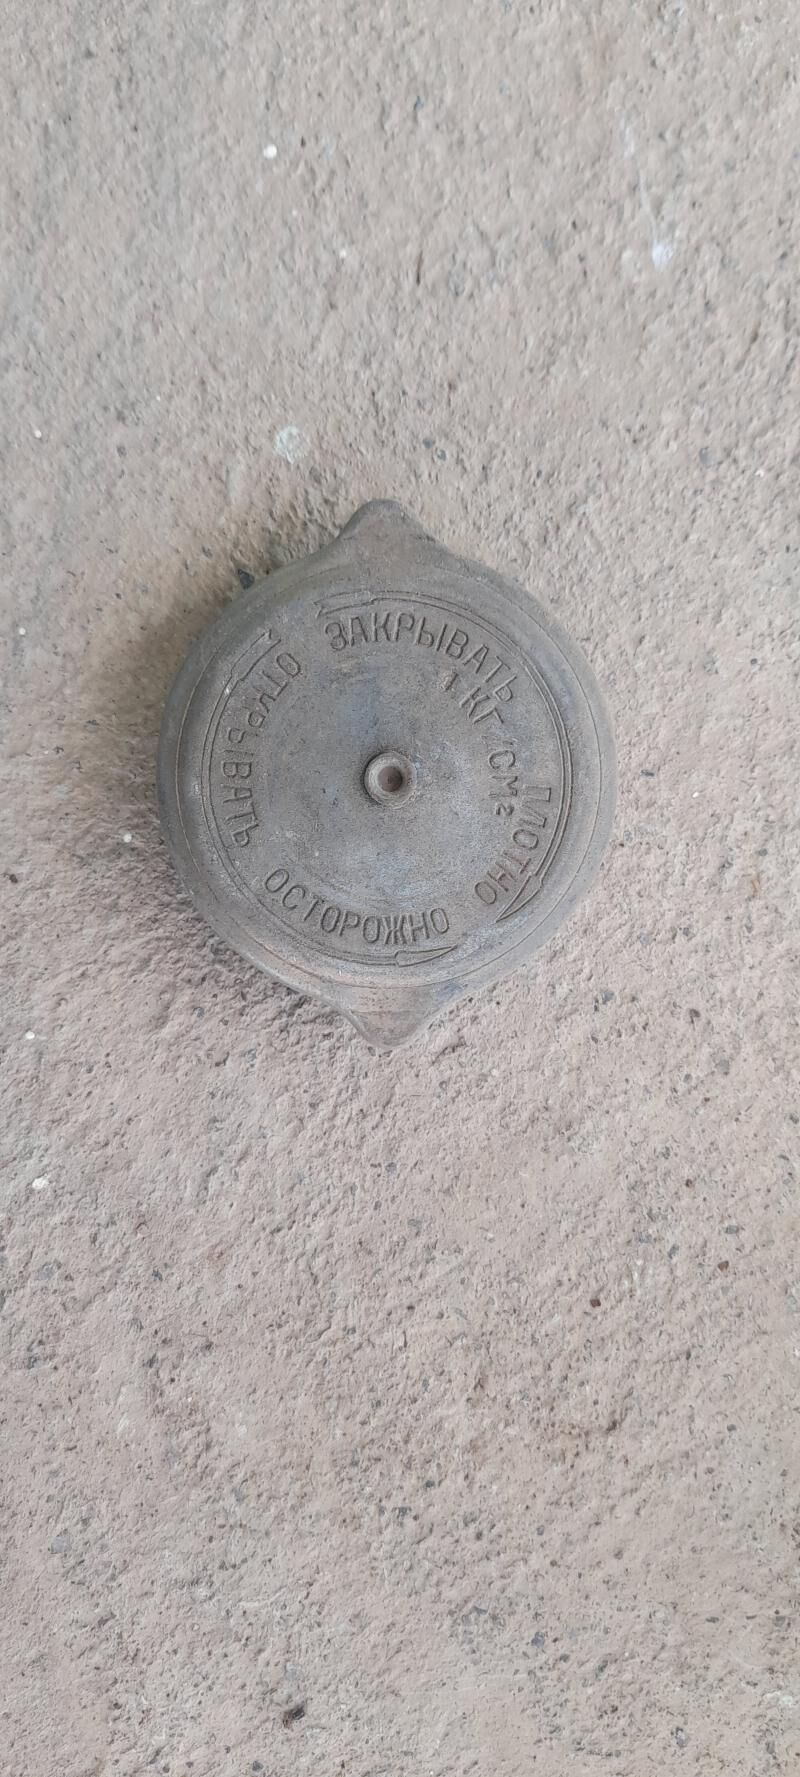 ЗАКРЫВАТЬ ПЛОТНО
1 КГ/СМ2
ОТКРЫВАТЬ ОСТОРОЖНО